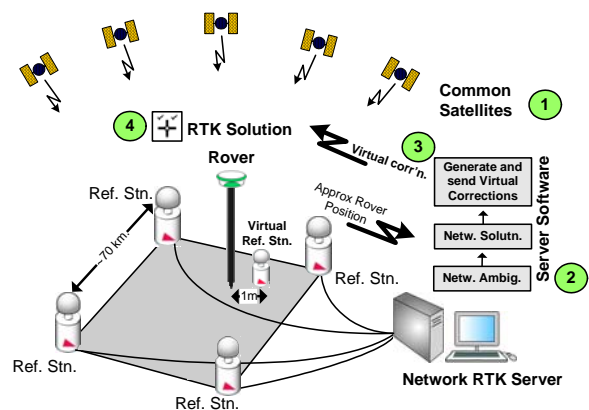 Common
Satellites
1
4
RTK Solution
3
Virtual corr'n.
Generate and
send Virtual
Corrections
Rover
Approx Rover
Position
Server Software
Ref. Stn.
Virtual
Ref. Stn.
Netw. Solutn.
~70 km.
Ref. Stn.
Netw. Ambig.
2
1m
Ref. Stn.
Network RTK Server
Ref. Stn.